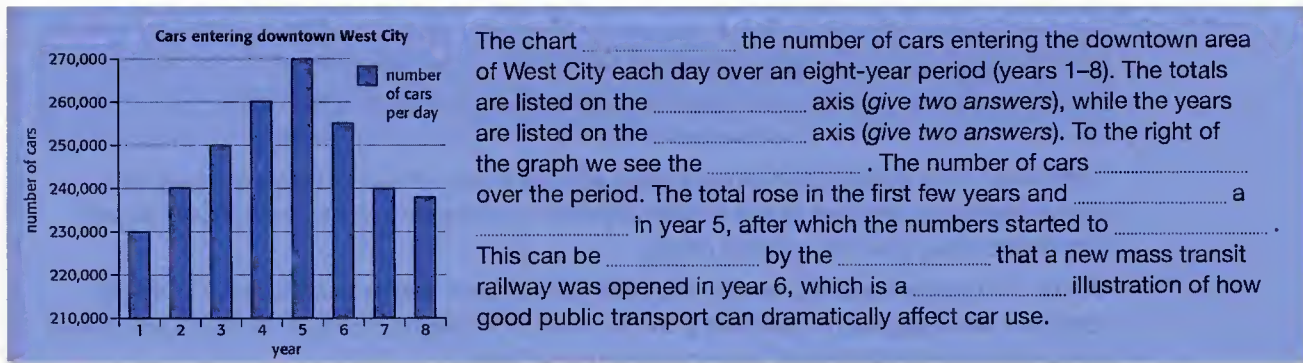 Cars entering downtown West City
270,000
260,000
250,000
240,000
230,000
220,000
210,000
number of cars
1 2 3 4 5 6 7 8
year
number
of cars
per day
The chart .................... the number of cars entering the downtown area
of West City each day over an eight-year period (years 1–8). The totals
are listed on the .................... axis (give two answers), while the years
are listed on the .................... axis (give two answers). To the right of
the graph we see the .................... . The number of cars ....................
over the period. The total rose in the first few years and .................... a
.................... in year 5, after which the numbers started to .................... .
This can be .................... by the .................... that a new mass transit
railway was opened in year 6, which is a .................... illustration of how
good public transport can dramatically affect car use.